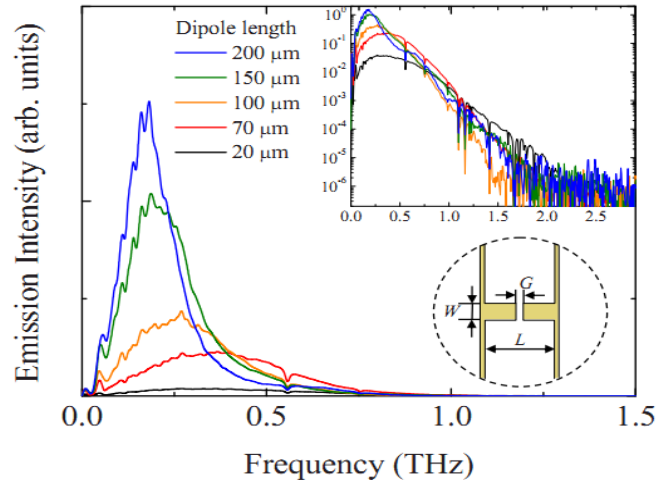 Emission Intensity (arb. units)
Dipole length
200 μm
150 μm
100 μm
70 μm
20 μm
10⁰
10⁻¹
10⁻²
10⁻³
10⁻⁴
10⁻⁵
10⁻⁶
0.0 0.5 1.0 1.5 2.0 2.5
G
W
L
0.0 0.5 1.0 1.5
Frequency (THz)